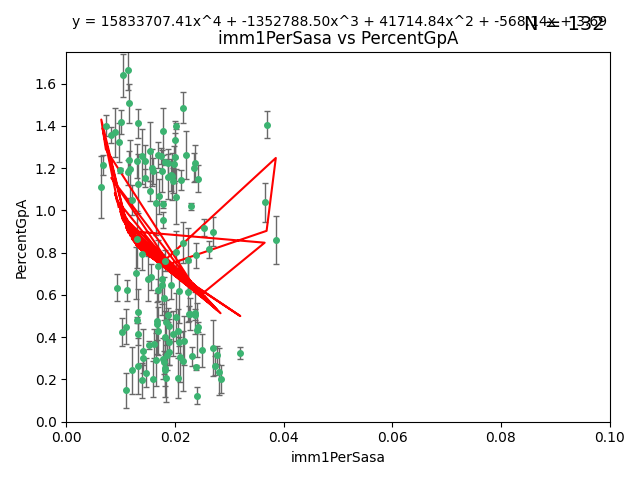 y = 15833707.41x^4 + -1352788.50x^3 + 41714.84x^2 + -568.14x + 3.69
N = 132
imm1PerSasa vs PercentGpA
PercentGpA
1.6
1.4
1.2
1.0
0.8
0.6
0.4
0.2
0.0
0.00 0.02 0.04 0.06 0.08 0.10
imm1PerSasa